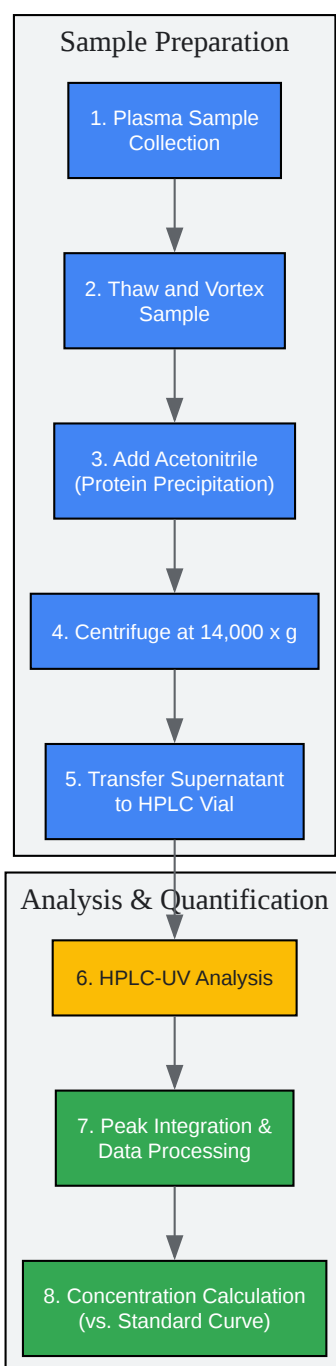 Sample Preparation
1. Plasma Sample
Collection
2. Thaw and Vortex
Sample
3. Add Acetonitrile
(Protein Precipitation)
4. Centrifuge at 14,000 x g
5. Transfer Supernatant
to HPLC Vial
Analysis & Quantification
6. HPLC-UV Analysis
7. Peak Integration &
Data Processing
8. Concentration Calculation
(vs. Standard Curve)